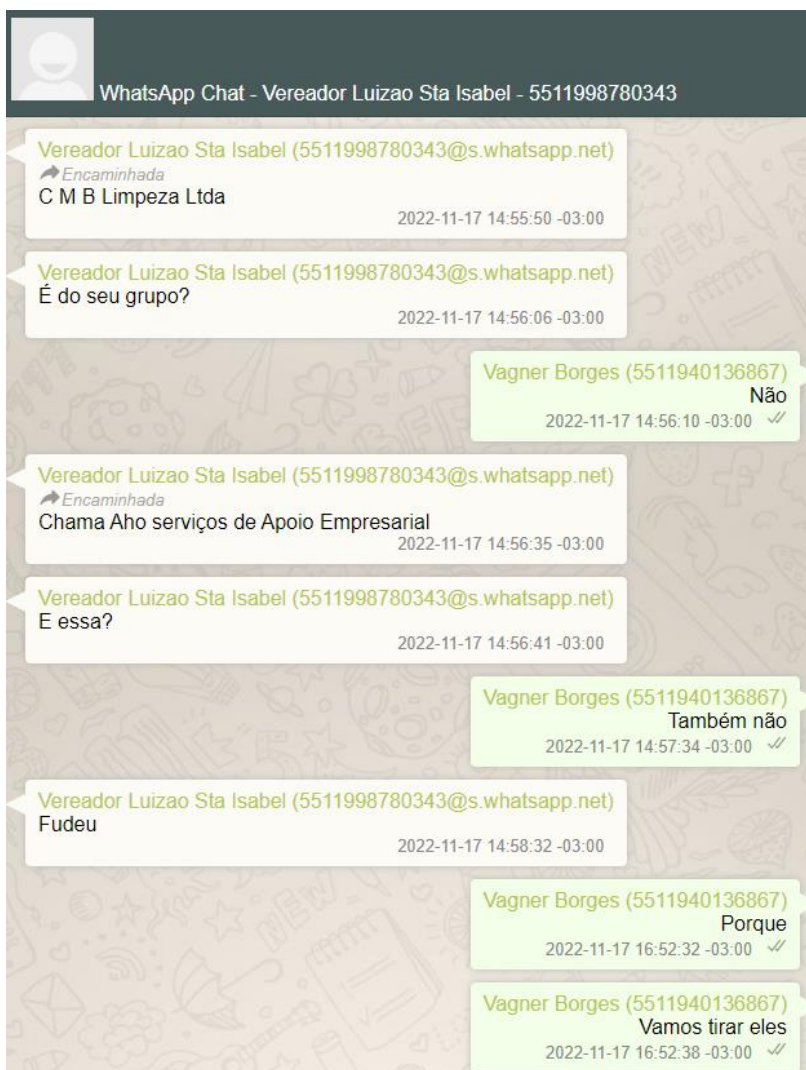 WhatsApp Chat - Vereador Luizao Sta Isabel - 5511998780343
Vereador Luizao Sta Isabel (5511998780343@s.whatsapp.net)
Encaminhada
C M B Limpeza Ltda
2022-11-17 14:55:50 -03:00
Vereador Luizao Sta Isabel (5511998780343@s.whatsapp.net)
É do seu grupo?
2022-11-17 14:56:06 -03:00
Vagner Borges (5511940136867)
Não
2022-11-17 14:56:10 -03:00
Vereador Luizao Sta Isabel (5511998780343@s.whatsapp.net)
Encaminhada
Chama Aho serviços de Apoio Empresarial
2022-11-17 14:56:35 -03:00
Vereador Luizao Sta Isabel (5511998780343@s.whatsapp.net)
E essa?
2022-11-17 14:56:41 -03:00
Vagner Borges (5511940136867)
Também não
2022-11-17 14:57:34 -03:00
Vereador Luizao Sta Isabel (5511998780343@s.whatsapp.net)
Fudeu
2022-11-17 14:58:32 -03:00
Vagner Borges (5511940136867)
Porque
2022-11-17 16:52:32 -03:00
Vagner Borges (5511940136867)
Vamos tirar eles
2022-11-17 16:52:38 -03:00